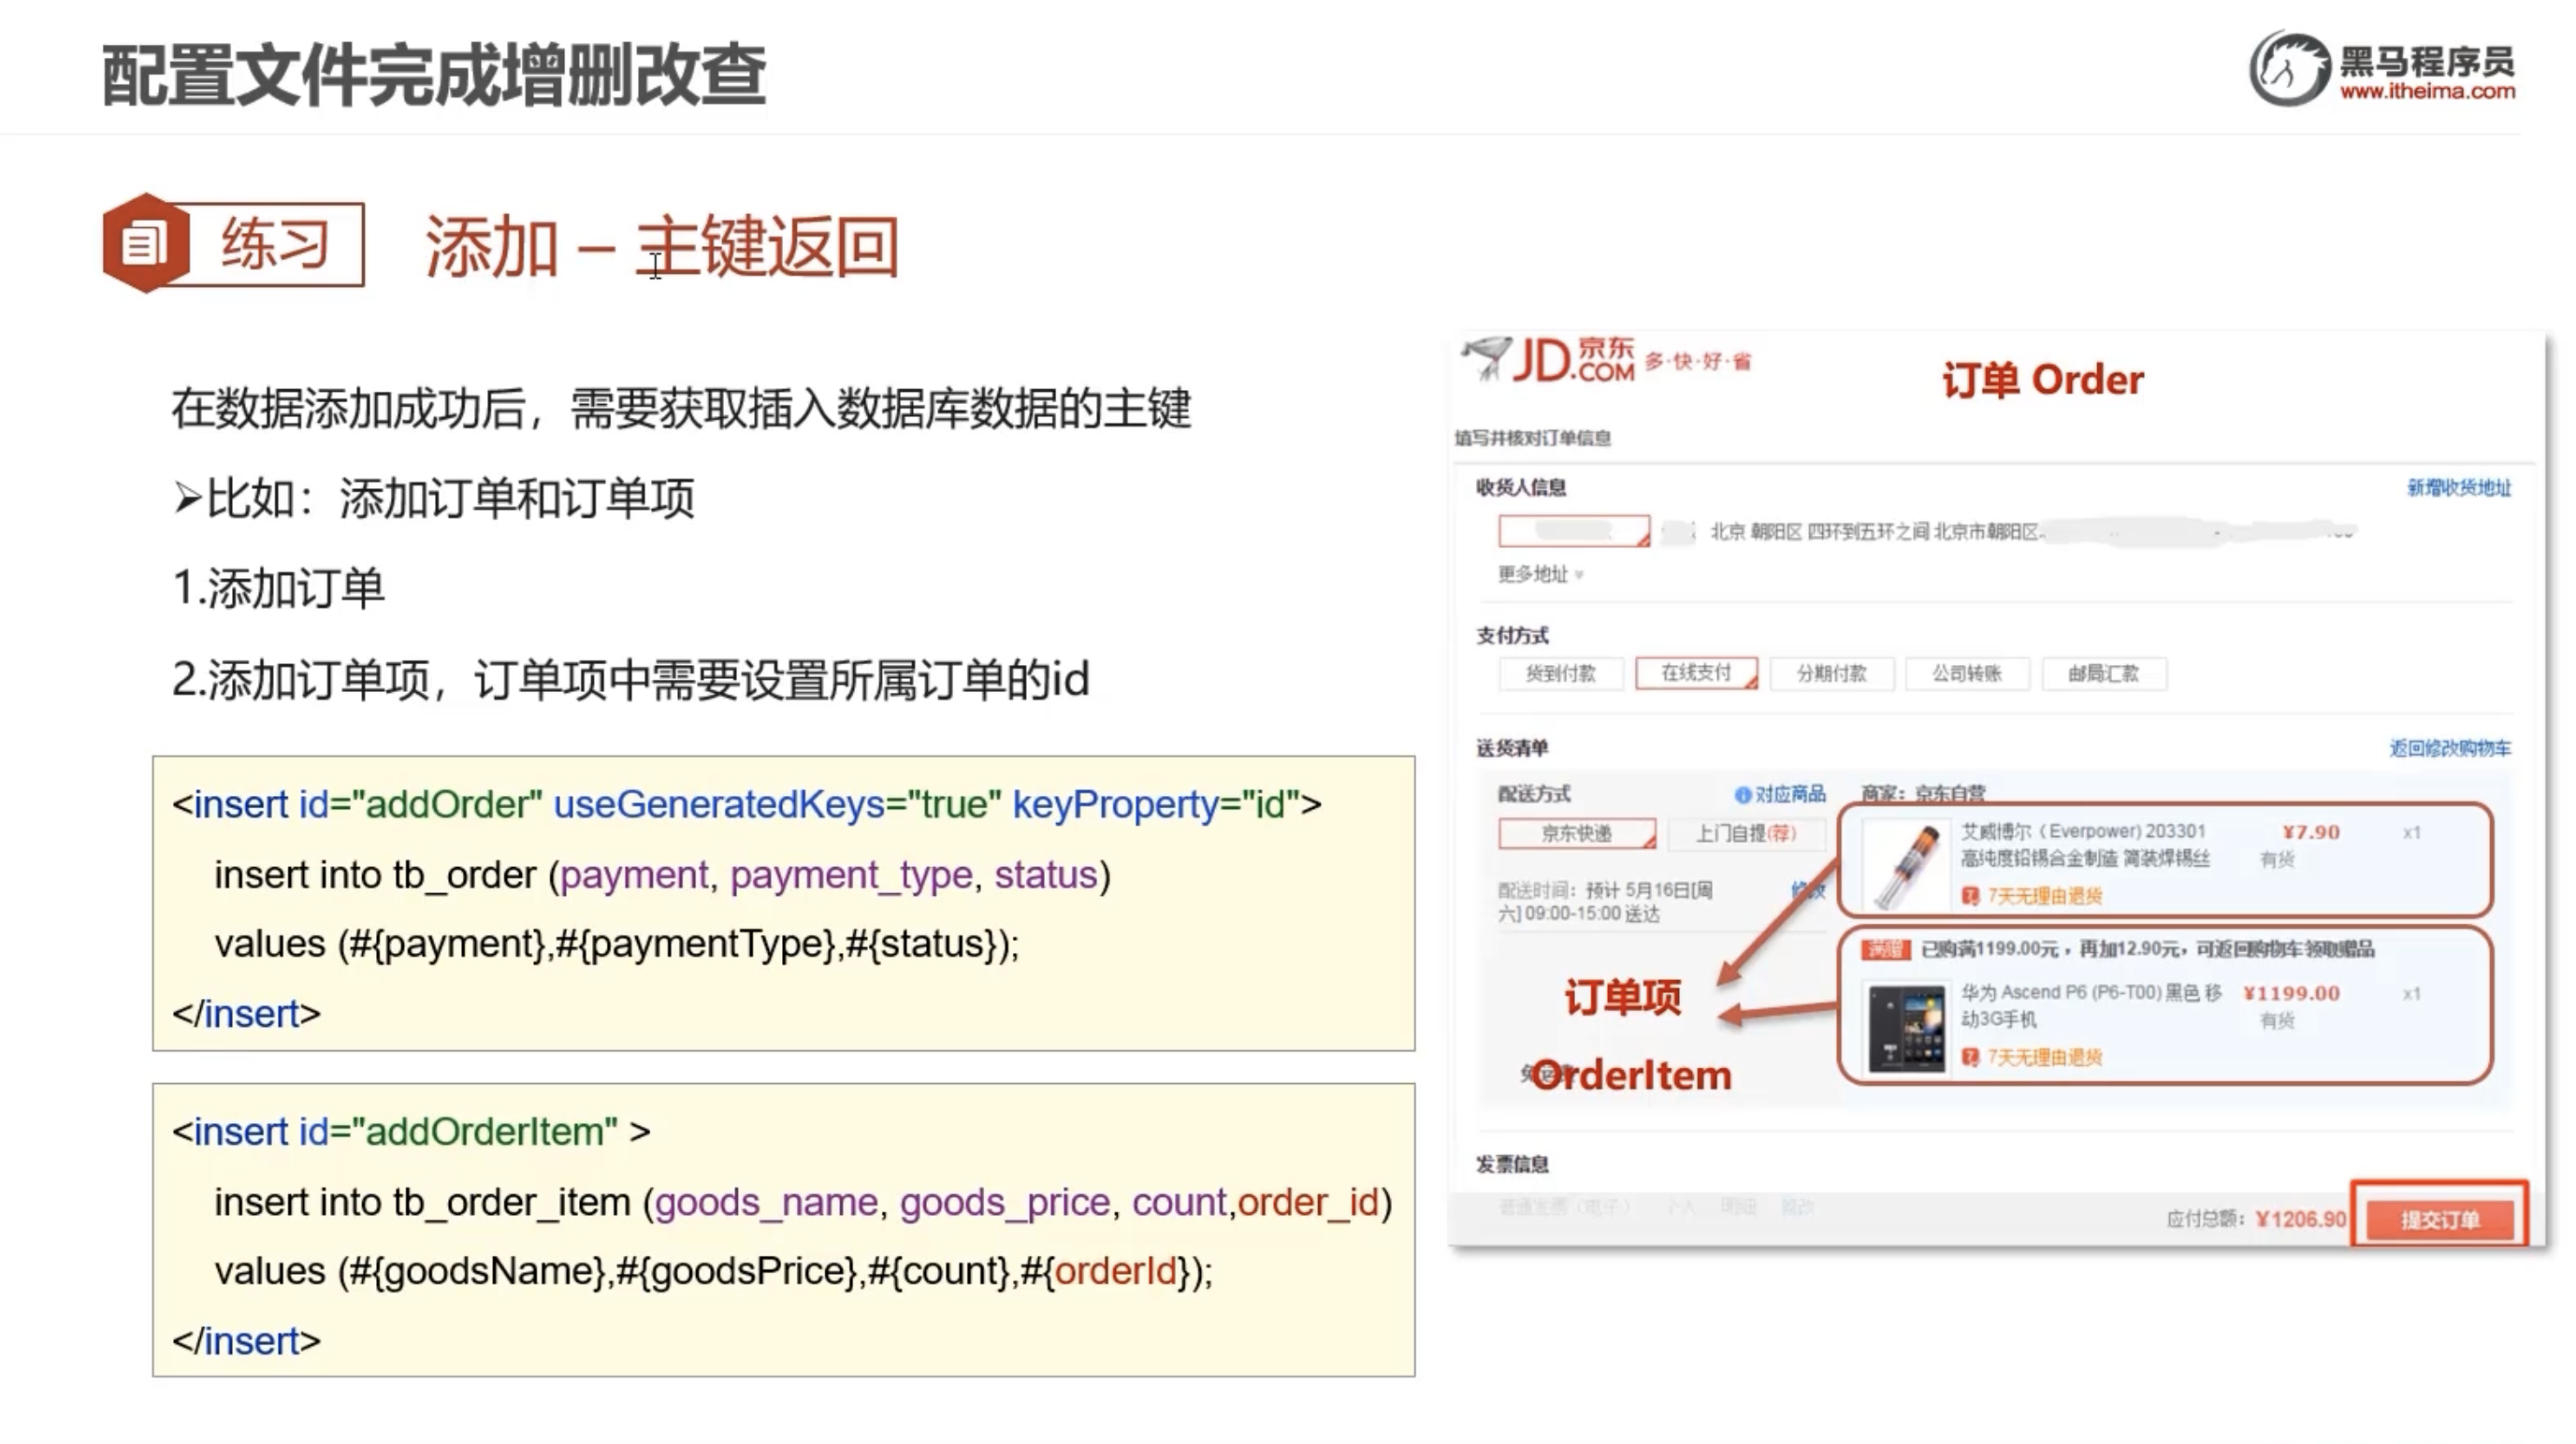 配置文件完成增删改查
黑马程序员
www.itheima.com
练习
添加 – 主键返回
在数据添加成功后，需要获取插入数据库数据的主键
➢比如：添加订单和订单项
1.添加订单
2.添加订单项，订单项中需要设置所属订单的id
<insert id="addOrder" useGeneratedKeys="true" keyProperty="id">
insert into tb_order (payment, payment_type, status)
values (#{payment},#{paymentType},#{status});
</insert>
<insert id="addOrderItem" >
insert into tb_order_item (goods_name, goods_price, count,order_id)
values (#{goodsName},#{goodsPrice},#{count},#{orderId});
</insert>
JD.COM 京东 多·快·好·省
订单 Order
填写并核对订单信息
收货人信息 新增收货地址
北京 朝阳区 四环到五环之间 北京市朝阳区
更多地址
支付方式
货到付款 在线支付 分期付款 公司转账 邮局汇款
送货清单 返回修改购物车
配送方式 对应商品
京东快递 上门自提(荐)
配送时间：预计 5月16日[周 修改
六] 09:00-15:00 送达
商家：京东自营
艾威博尔（Everpower) 203301 ¥7.90 x1
高纯度铅锡合金制造 简装焊锡丝 有货
7天无理由退货
满赠 已购满1199.00元，再加12.90元，可返回购物车领取赠品
华为 Ascend P6 (P6-T00) 黑色 移 ¥1199.00 x1
动3G手机 有货
7天无理由退货
订单项
OrderItem
发票信息
普通发票（电子） 个人 明细 修改
应付总额：¥1206.90 提交订单